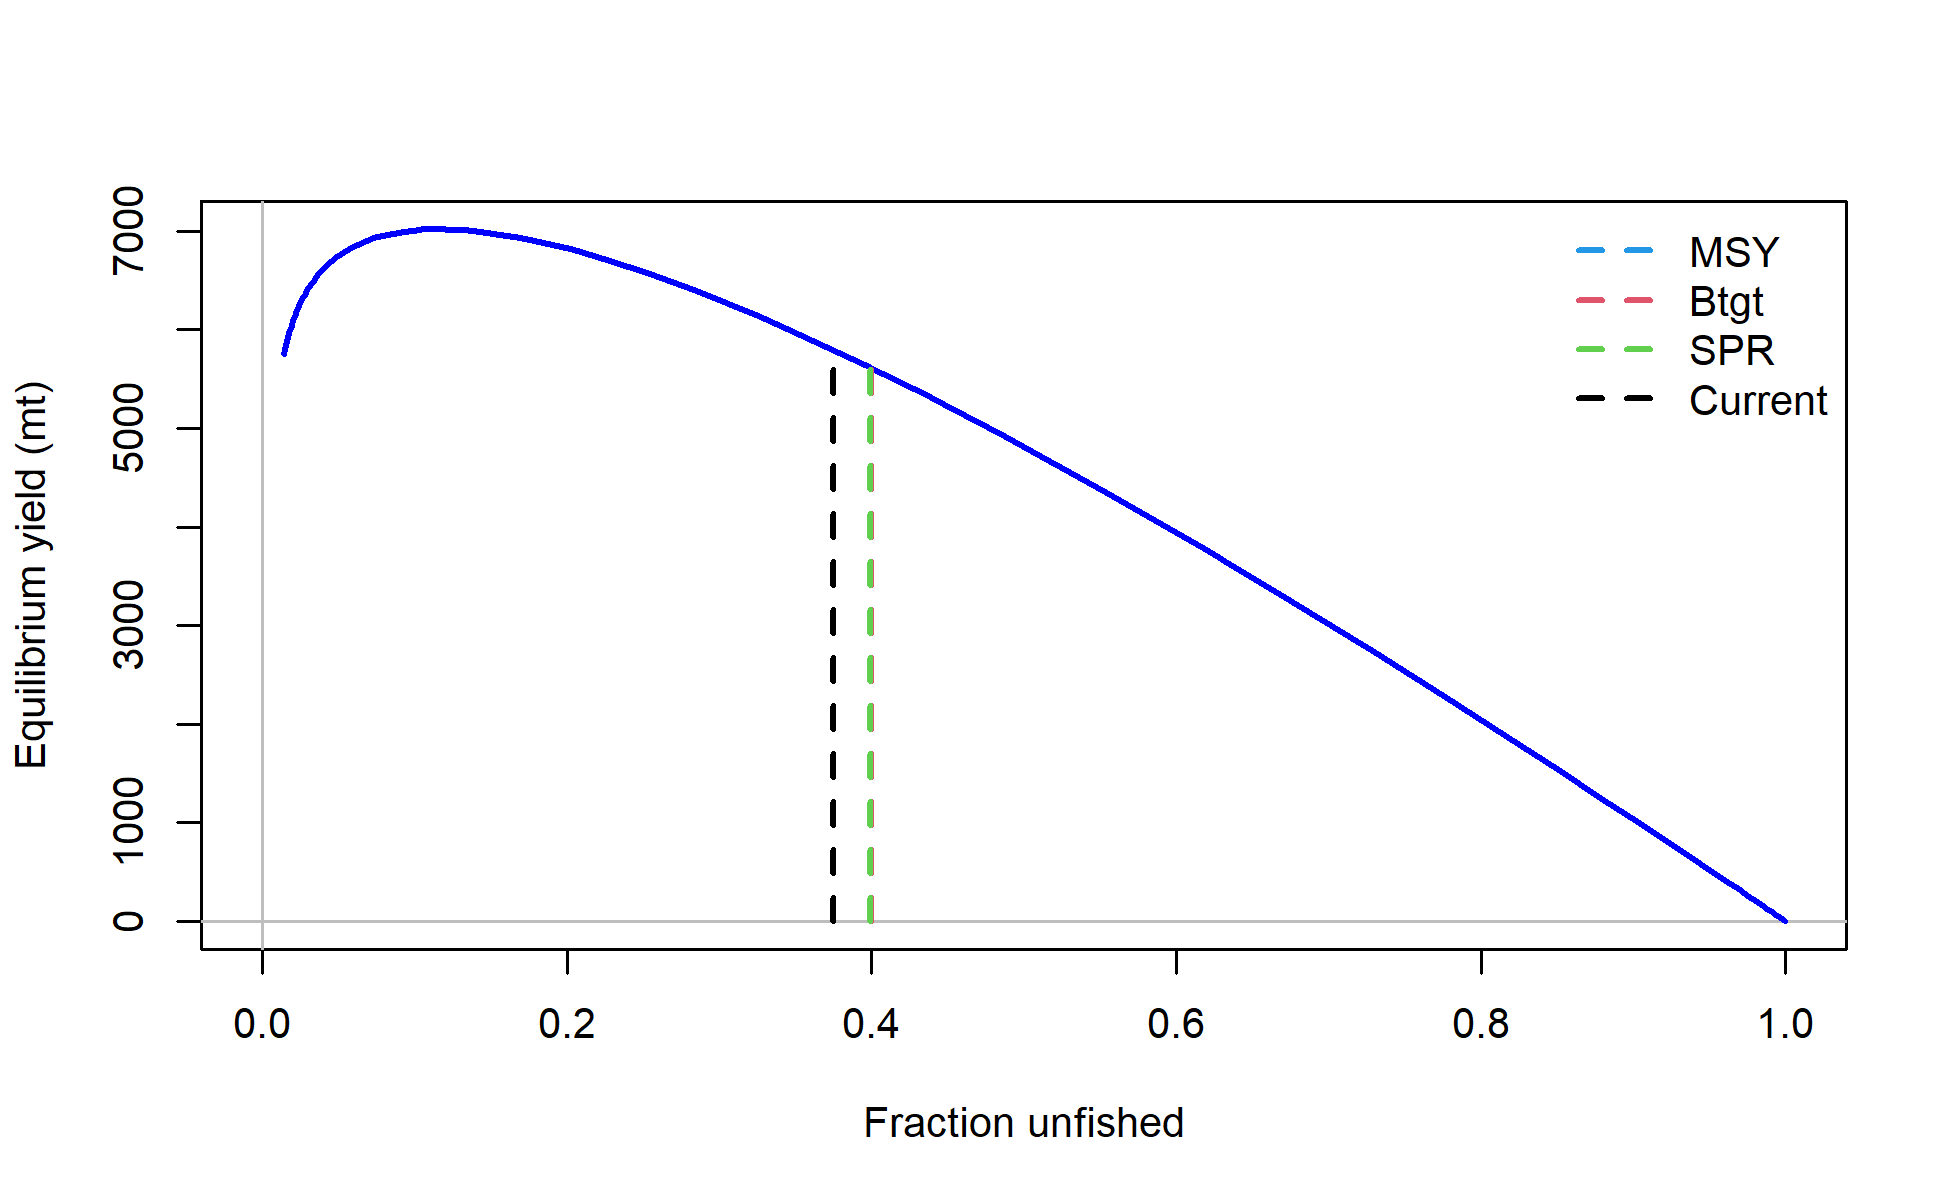 Equilibrium yield (mt)
7000
5000
3000
1000
0
MSY
Btgt
SPR
Current
0.0 0.2 0.4 0.6 0.8 1.0
Fraction unfished